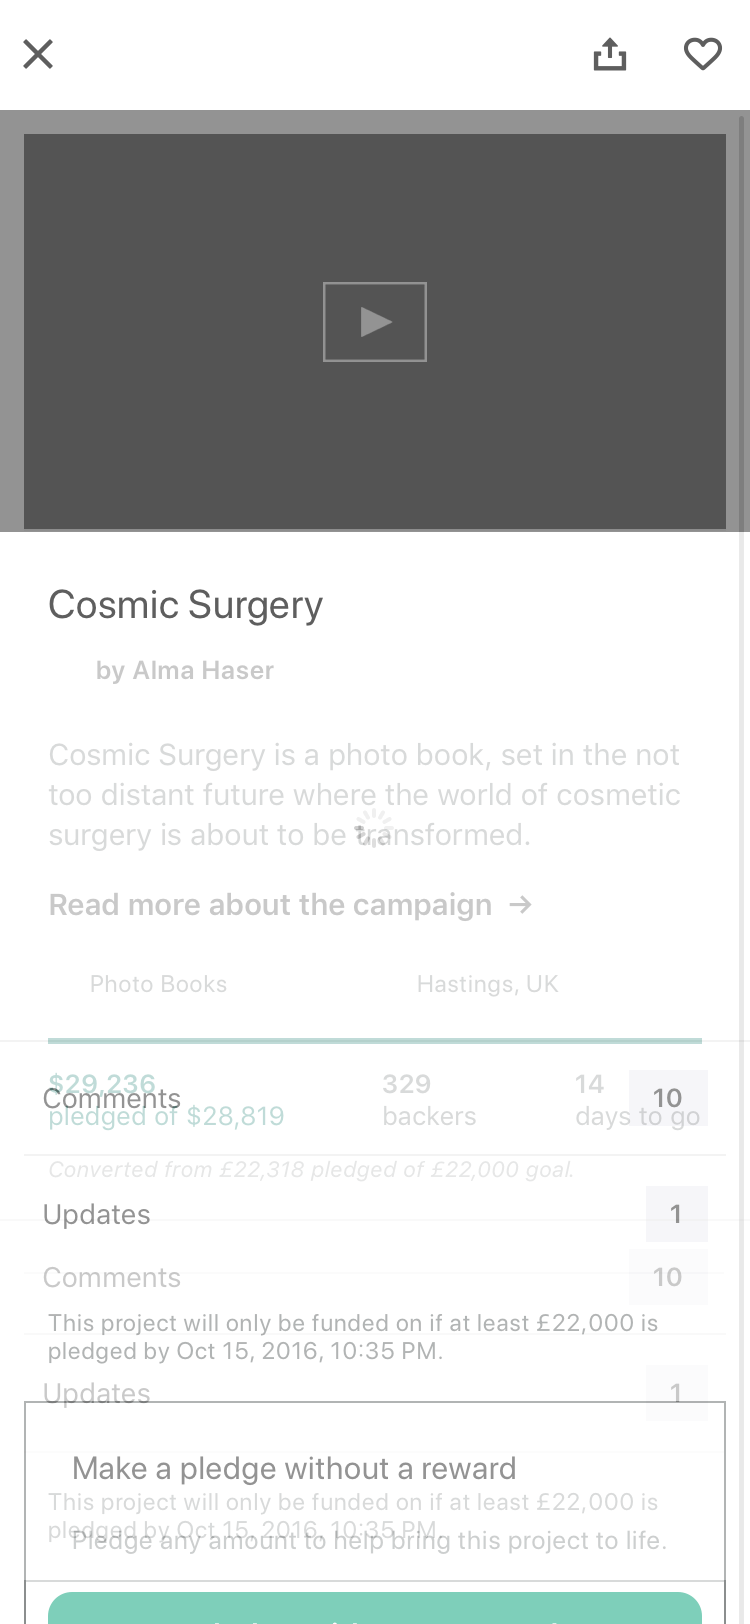 Cosmic Surgery
by Alma Haser
Cosmic Surgery is a photo book, set in the not
too distant future where the world of cosmetic
surgery is about to be transformed.
Read more about the campaign →
Photo Books Hastings, UK
$29,236 329 14
Comments 10
pledged of $28,819 backers days to go
Converted from £22,318 pledged of £22,000 goal.
Updates 1
Comments 10
This project will only be funded on if at least £22,000 is
pledged by Oct 15, 2016, 10:35 PM.
Updates 1
Make a pledge without a reward
This project will only be funded on if at least £22,000 is
pledged by Oct 15, 2016, 10:35 PM.
Pledge any amount to help bring this project to life.